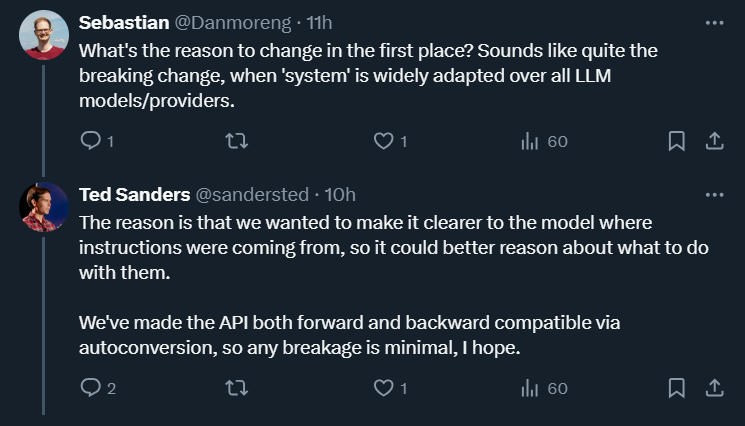 Sebastian @Danmoreng · 11h
What's the reason to change in the first place? Sounds like quite the
breaking change, when 'system' is widely adapted over all LLM
models/providers.
1 1 60
Ted Sanders @sandersted · 10h
The reason is that we wanted to make it clearer to the model where
instructions were coming from, so it could better reason about what to do
with them.
We've made the API both forward and backward compatible via
autoconversion, so any breakage is minimal, I hope.
2 1 60